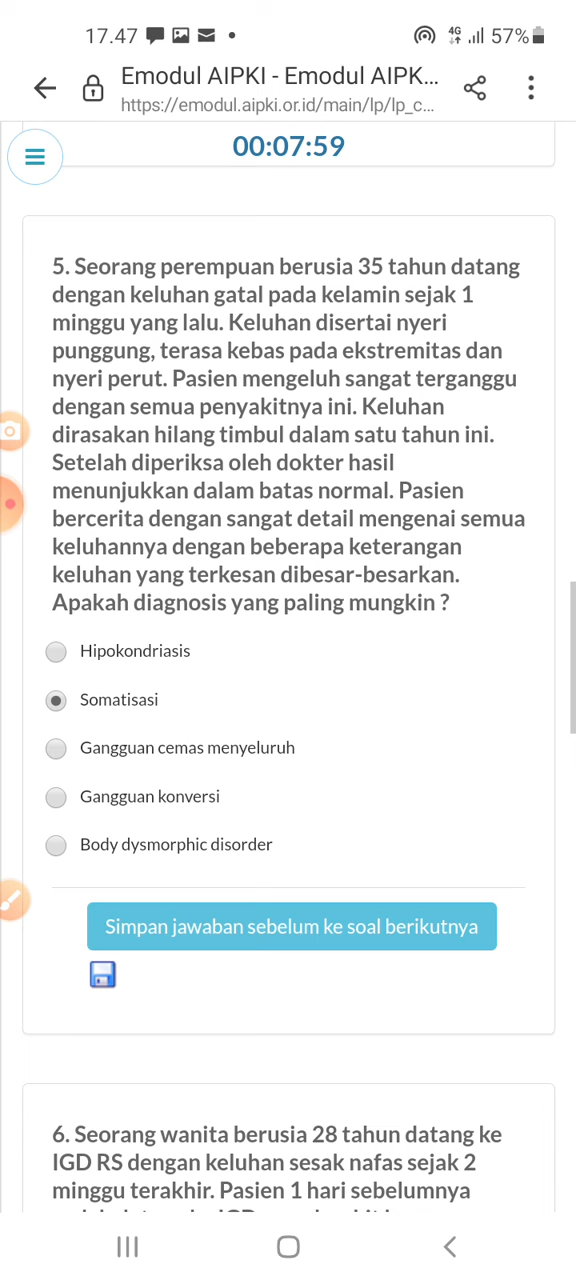 17.47
4G
57%
Emodul AIPKI - Emodul AIPK...
https://emodul.aipki.or.id/main/lp/lp_c...
00:07:59
5. Seorang perempuan berusia 35 tahun datang
dengan keluhan gatal pada kelamin sejak 1
minggu yang lalu. Keluhan disertai nyeri
punggung, terasa kebas pada ekstremitas dan
nyeri perut. Pasien mengeluh sangat terganggu
dengan semua penyakitnya ini. Keluhan
dirasakan hilang timbul dalam satu tahun ini.
Setelah diperiksa oleh dokter hasil
menunjukkan dalam batas normal. Pasien
bercerita dengan sangat detail mengenai semua
keluhannya dengan beberapa keterangan
keluhan yang terkesan dibesar-besarkan.
Apakah diagnosis yang paling mungkin ?
Hipokondriasis
Somatisasi
Gangguan cemas menyeluruh
Gangguan konversi
Body dysmorphic disorder
Simpan jawaban sebelum ke soal berikutnya
6. Seorang wanita berusia 28 tahun datang ke
IGD RS dengan keluhan sesak nafas sejak 2
minggu terakhir. Pasien 1 hari sebelumnya